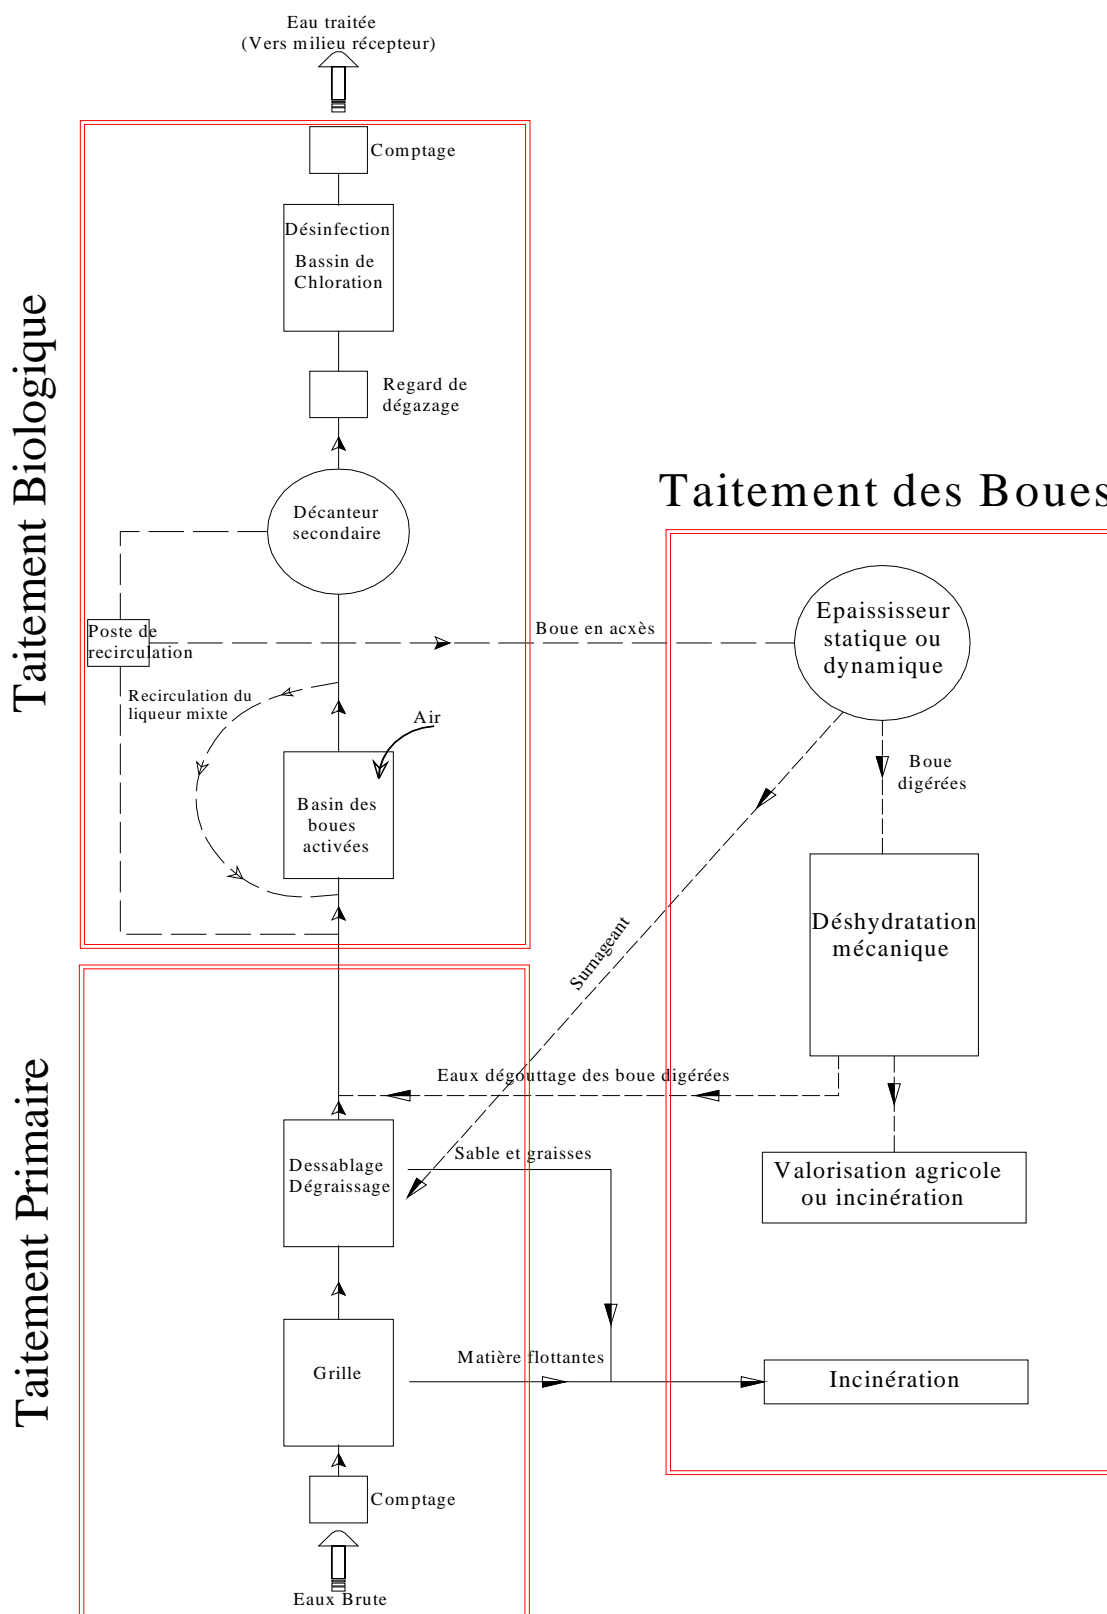 Eau traitée
(Vers milieu récepteur)
Comptage
Désinfection
Bassin de
Chloration
Regard de
dégazage
Taitement Biologique
Décanteur
secondaire
Poste de
recirculation
Boue en acxès
Recirculation du
liqueur mixte
Air
Basin des
boues
activées
Taitement des Boues
Epaississeur
statique ou
dynamique
Boue
digérées
Déshydratation
mécanique
Surnageant
Eaux dégouttage des boue digérées
Valorisation agricole
ou incinération
Taitement Primaire
Sable et graisses
Dessablage
Dégraissage
Matière flottantes
Grille
Incinération
Comptage
Eaux Brute